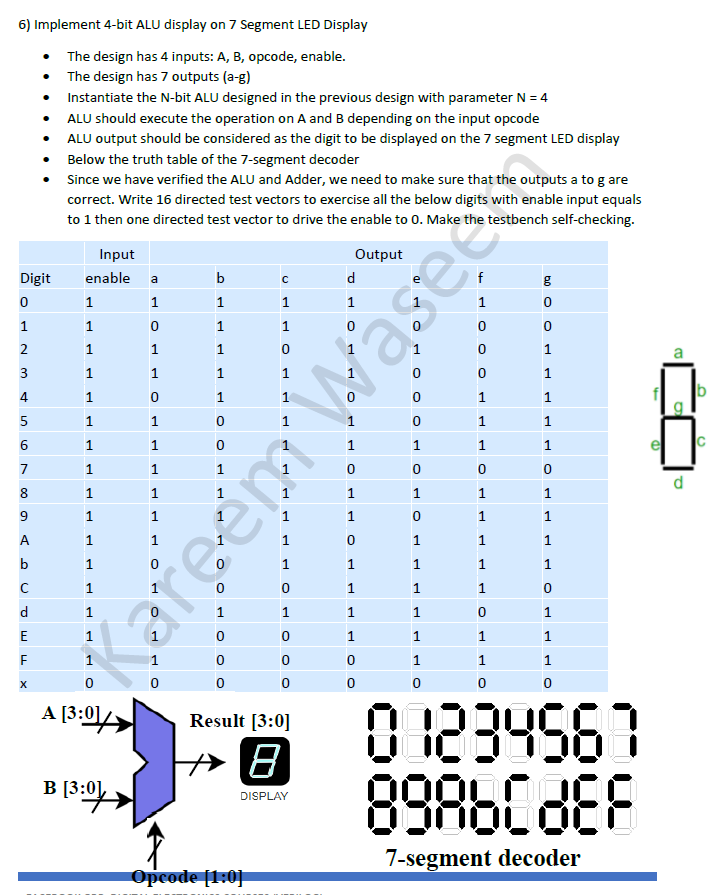 6) Implement 4-bit ALU display on 7 Segment LED Display
• The design has 4 inputs: A, B, opcode, enable.
• The design has 7 outputs (a-g)
• Instantiate the N-bit ALU designed in the previous design with parameter N = 4
• ALU should execute the operation on A and B depending on the input opcode
• ALU output should be considered as the digit to be displayed on the 7 segment LED display
• Below the truth table of the 7-segment decoder
• Since we have verified the ALU and Adder, we need to make sure that the outputs a to g are
correct. Write 16 directed test vectors to exercise all the below digits with enable input equals
to 1 then one directed test vector to drive the enable to 0. Make the testbench self-checking.
Input Output
Digit enable a b c d e f g
0 1 1 1 1 1 1 1 0
1 1 0 1 1 0 0 0 0
2 1 1 1 0 1 1 0 1
3 1 1 1 1 1 0 0 1
4 1 0 1 1 0 0 1 1
5 1 1 0 1 1 0 1 1
6 1 1 0 1 1 1 1 1
7 1 1 1 1 0 0 0 0
8 1 1 1 1 1 1 1 1
9 1 1 1 1 1 0 1 1
A 1 1 1 1 0 1 1 1
b 1 0 0 1 1 1 1 1
C 1 1 0 0 1 1 1 0
d 1 0 1 1 1 1 0 1
E 1 1 0 0 1 1 1 1
F 1 1 0 0 0 1 1 1
x 0 0 0 0 0 0 0 0
Kareem Waseem
a
f b
g
e c
d
A [3:0]
Result [3:0]
8
DISPLAY
B [3:0]
Opcode [1:0]
01234567
89AbCdEF
7-segment decoder